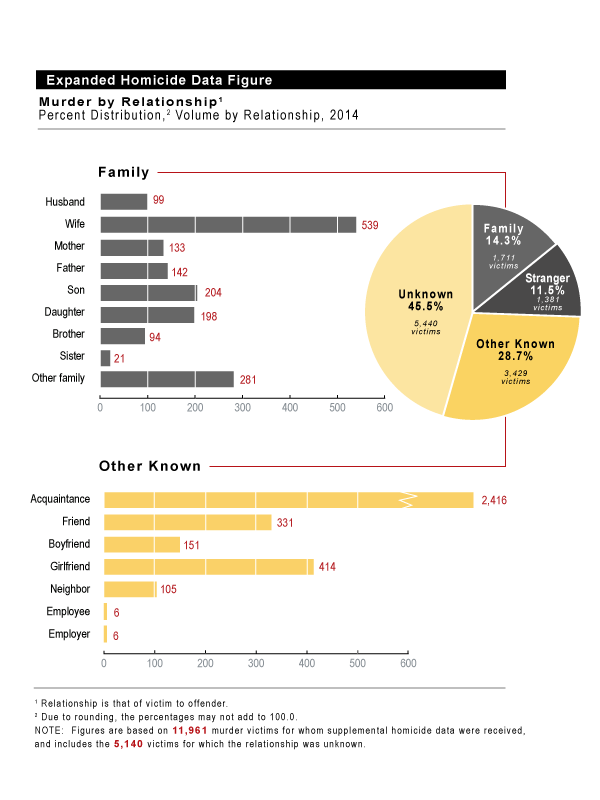 Expanded Homicide Data Figure
Murder by Relationship¹
Percent Distribution,² Volume by Relationship, 2014
Family
Husband 99
Wife 539
Mother 133
Father 142
Son 204
Daughter 198
Brother 94
Sister 21
Other family 281
0 100 200 300 400 500 600
Family
14.3%
1,711
victims
Stranger
11.5%
1,381
victims
Unknown
45.5%
5,440
victims
Other Known
28.7%
3,429
victims
Other Known
Acquaintance 2,416
Friend 331
Boyfriend 151
Girlfriend 414
Neighbor 105
Employee 6
Employer 6
0 100 200 300 400 500 600
¹ Relationship is that of victim to offender.
² Due to rounding, the percentages may not add to 100.0.
NOTE: Figures are based on 11,961 murder victims for whom supplemental homicide data were received,
and includes the 5,140 victims for which the relationship was unknown.